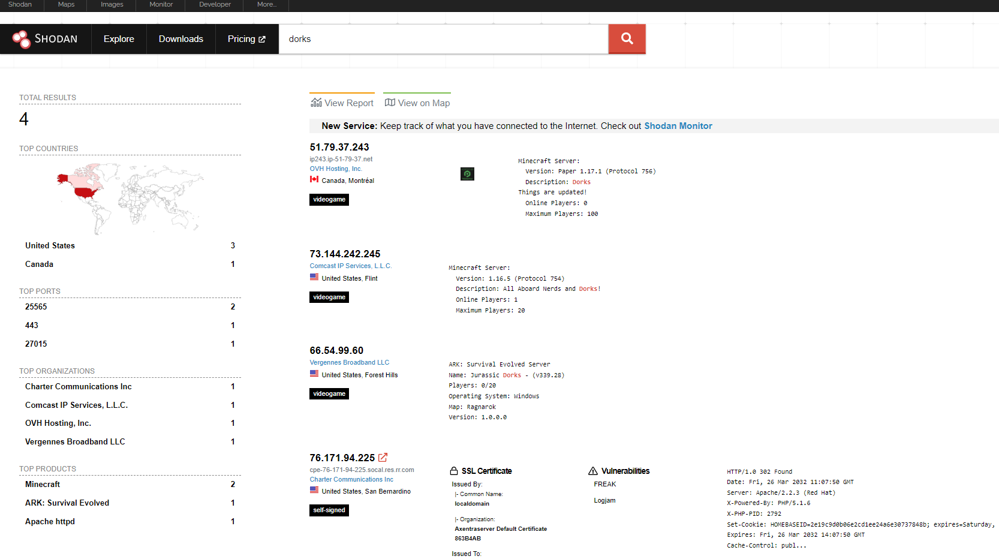 Shodan Maps Images Monitor Developer More...
SHODAN Explore Downloads Pricing dorks
TOTAL RESULTS
4
TOP COUNTRIES
United States 3
Canada 1
TOP PORTS
25565 2
443 1
27015 1
TOP ORGANIZATIONS
Charter Communications Inc 1
Comcast IP Services, L.L.C. 1
OVH Hosting, Inc. 1
Vergennes Broadband LLC 1
TOP PRODUCTS
Minecraft 2
ARK: Survival Evolved 1
Apache httpd 1
View Report View on Map
New Service: Keep track of what you have connected to the Internet. Check out Shodan Monitor
51.79.37.243
ip243.ip-51-79-37.net
OVH Hosting, Inc.
Canada, Montréal
videogame
Minecraft Server:
Version: Paper 1.17.1 (Protocol 756)
Description: Dorks
Things are updated!
Online Players: 0
Maximum Players: 100
73.144.242.245
Comcast IP Services, L.L.C.
United States, Flint
videogame
Minecraft Server:
Version: 1.16.5 (Protocol 754)
Description: All Aboard Nerds and Dorks!
Online Players: 1
Maximum Players: 20
66.54.99.60
Vergennes Broadband LLC
United States, Forest Hills
videogame
ARK: Survival Evolved Server
Name: Jurassic Dorks - (v339.28)
Players: 0/20
Operating System: Windows
Map: Ragnarok
Version: 1.0.0.0
76.171.94.225
cpe-76-171-94-225.socal.res.rr.com
Charter Communications Inc
United States, San Bernardino
self-signed
SSL Certificate
Issued By:
|- Common Name:
localdomain
|- Organization:
Axentraserver Default Certificate
863B4AB
Issued To:
Vulnerabilities
FREAK
Logjam
HTTP/1.0 302 Found
Date: Fri, 26 Mar 2032 11:07:50 GMT
Server: Apache/2.2.3 (Red Hat)
X-Powered-By: PHP/5.1.6
X-PHP-PID: 2792
Set-Cookie: HOMEBASEID=2e19c9d0b06e2cd1ee24a6e30737848b; expires=Saturday,
Expires: Fri, 26 Mar 2032 14:07:50 GMT
Cache-Control: publ...